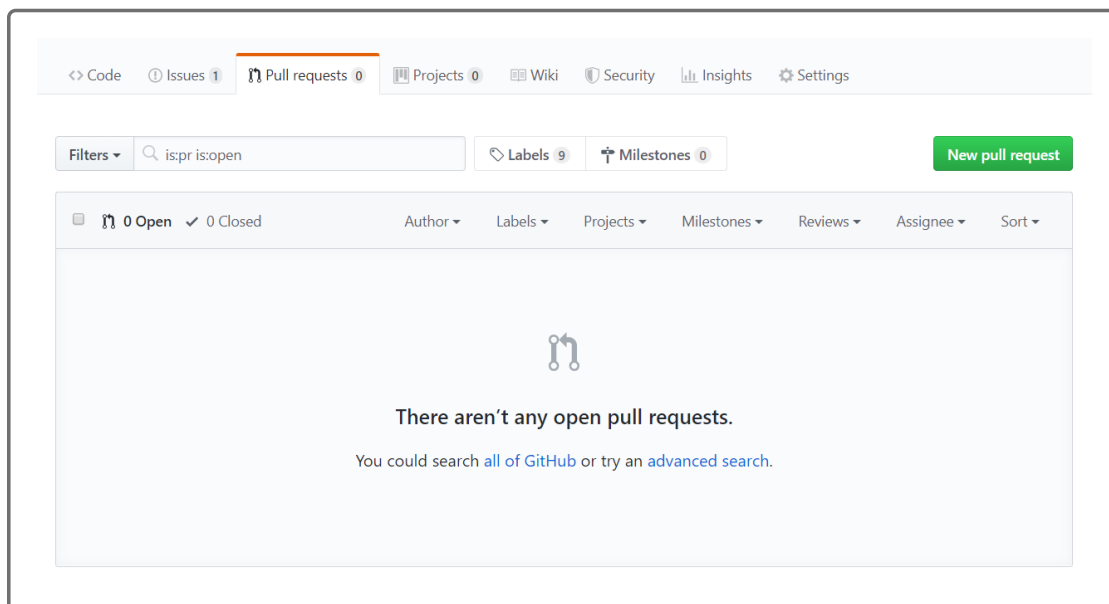 Code Issues 1 Pull requests 0 Projects 0 Wiki Security Insights Settings
Filters is:pr is:open Labels 9 Milestones 0 New pull request
0 Open 0 Closed Author Labels Projects Milestones Reviews Assignee Sort
There aren’t any open pull requests.
You could search all of GitHub or try an advanced search.